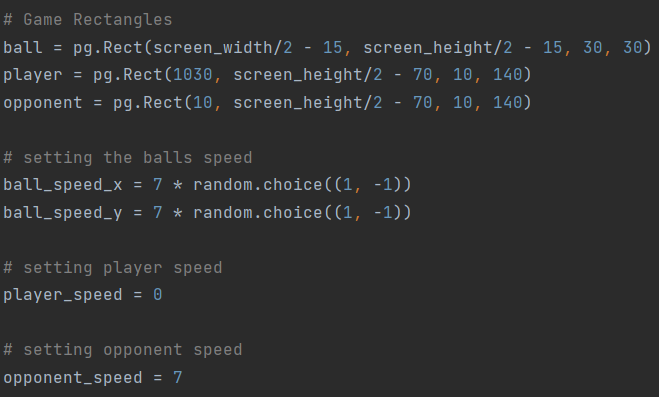 # Game Rectangles
ball = pg.Rect(screen_width/2 - 15, screen_height/2 - 15, 30, 30)
player = pg.Rect(1030, screen_height/2 - 70, 10, 140)
opponent = pg.Rect(10, screen_height/2 - 70, 10, 140)
# setting the balls speed
ball_speed_x = 7 * random.choice((1, -1))
ball_speed_y = 7 * random.choice((1, -1))
# setting player speed
player_speed = 0
# setting opponent speed
opponent_speed = 7